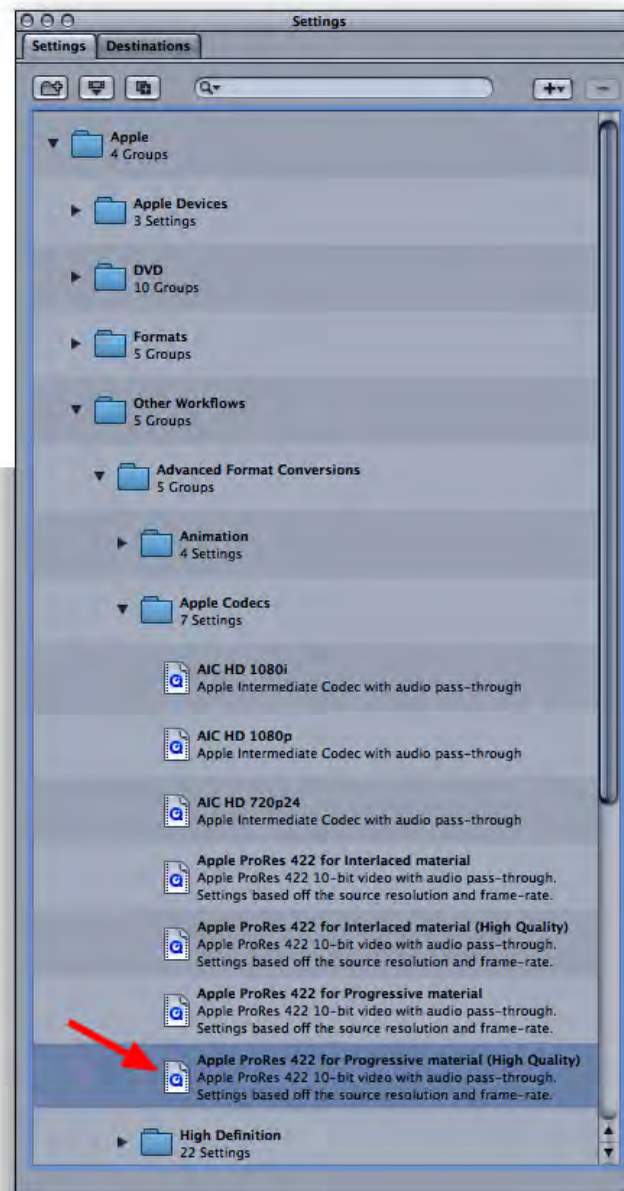 Settings
Settings
Destinations
Apple
4 Groups
Apple Devices
3 Settings
DVD
10 Groups
Formats
5 Groups
Other Workflows
5 Groups
Advanced Format Conversions
5 Groups
Animation
4 Settings
Apple Codecs
7 Settings
AIC HD 1080i
Apple Intermediate Codec with audio pass-through
AIC HD 1080p
Apple Intermediate Codec with audio pass-through
AIC HD 720p24
Apple Intermediate Codec with audio pass-through
Apple ProRes 422 for Interlaced material
Apple ProRes 422 10-bit video with audio pass-through.
Settings based off the source resolution and frame-rate.
Apple ProRes 422 for Interlaced material (High Quality)
Apple ProRes 422 10-bit video with audio pass-through.
Settings based off the source resolution and frame-rate.
Apple ProRes 422 for Progressive material
Apple ProRes 422 10-bit video with audio pass-through.
Settings based off the source resolution and frame-rate.
Apple ProRes 422 for Progressive material (High Quality)
Apple ProRes 422 10-bit video with audio pass-through.
Settings based off the source resolution and frame-rate.
High Definition
22 Settings